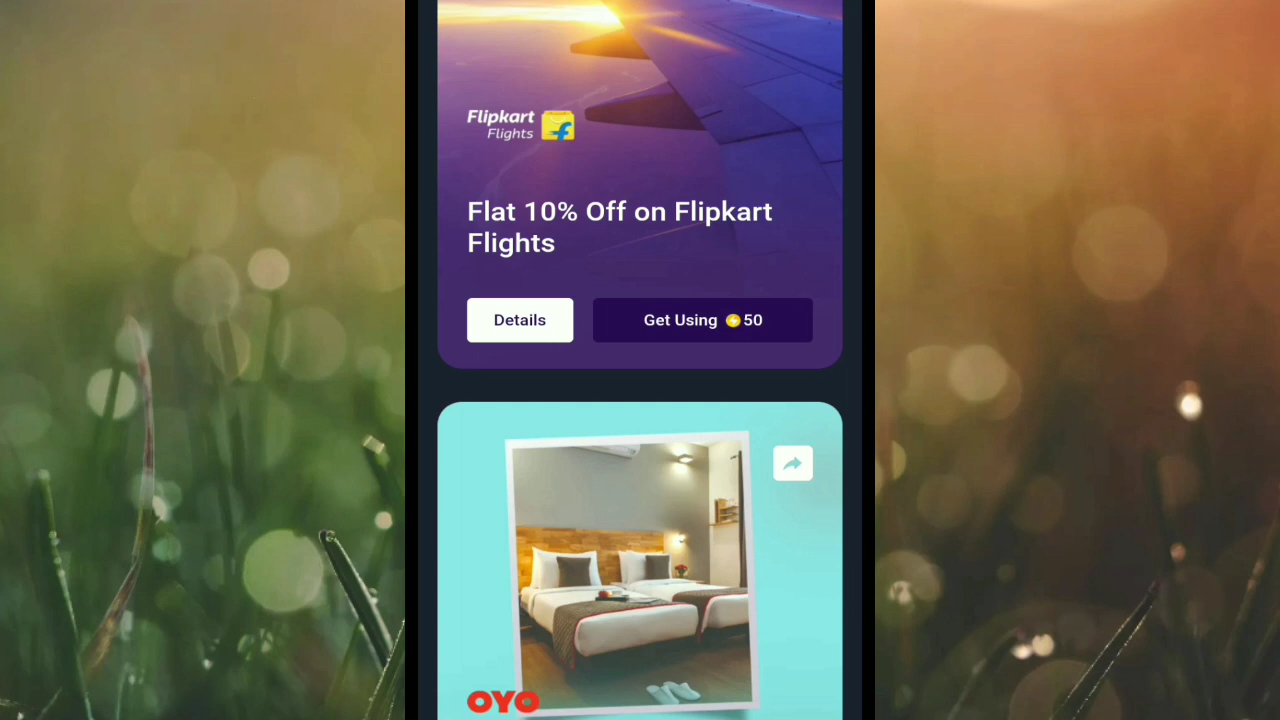 Flipkart
Flights
Flat 10% Off on Flipkart
Flights
Details
Get Using 50
OYO